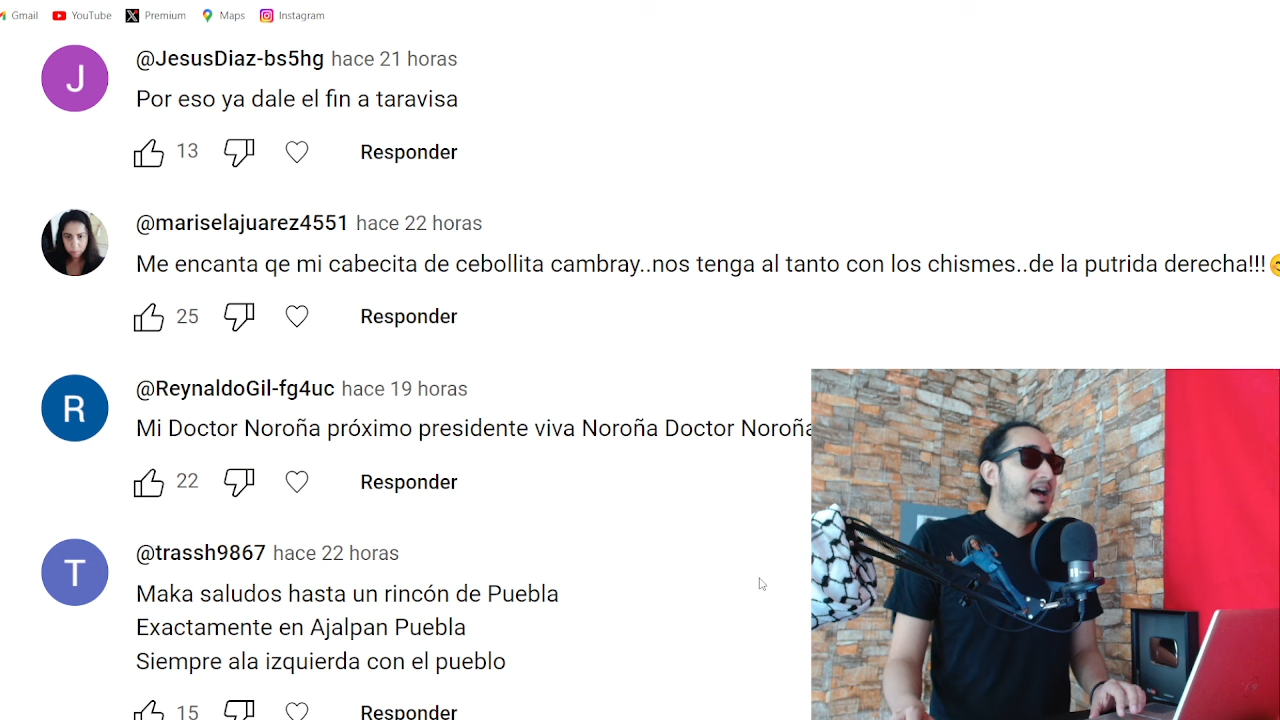 Gmail YouTube Premium Maps Instagram
@JesusDiaz-bs5hg hace 21 horas
Por eso ya dale el fin a taravisa
13 Responder
@mariselajuarez4551 hace 22 horas
Me encanta qe mi cabecita de cebollita cambray..nos tenga al tanto con los chismes..de la putrida derecha!!!
25 Responder
@ReynaldoGil-fg4uc hace 19 horas
Mi Doctor Noroña próximo presidente viva Noroña Doctor Noroña
22 Responder
@trassh9867 hace 22 horas
Maka saludos hasta un rincón de Puebla
Exactamente en Ajalpan Puebla
Siempre ala izquierda con el pueblo
15 Responder
J
R
T